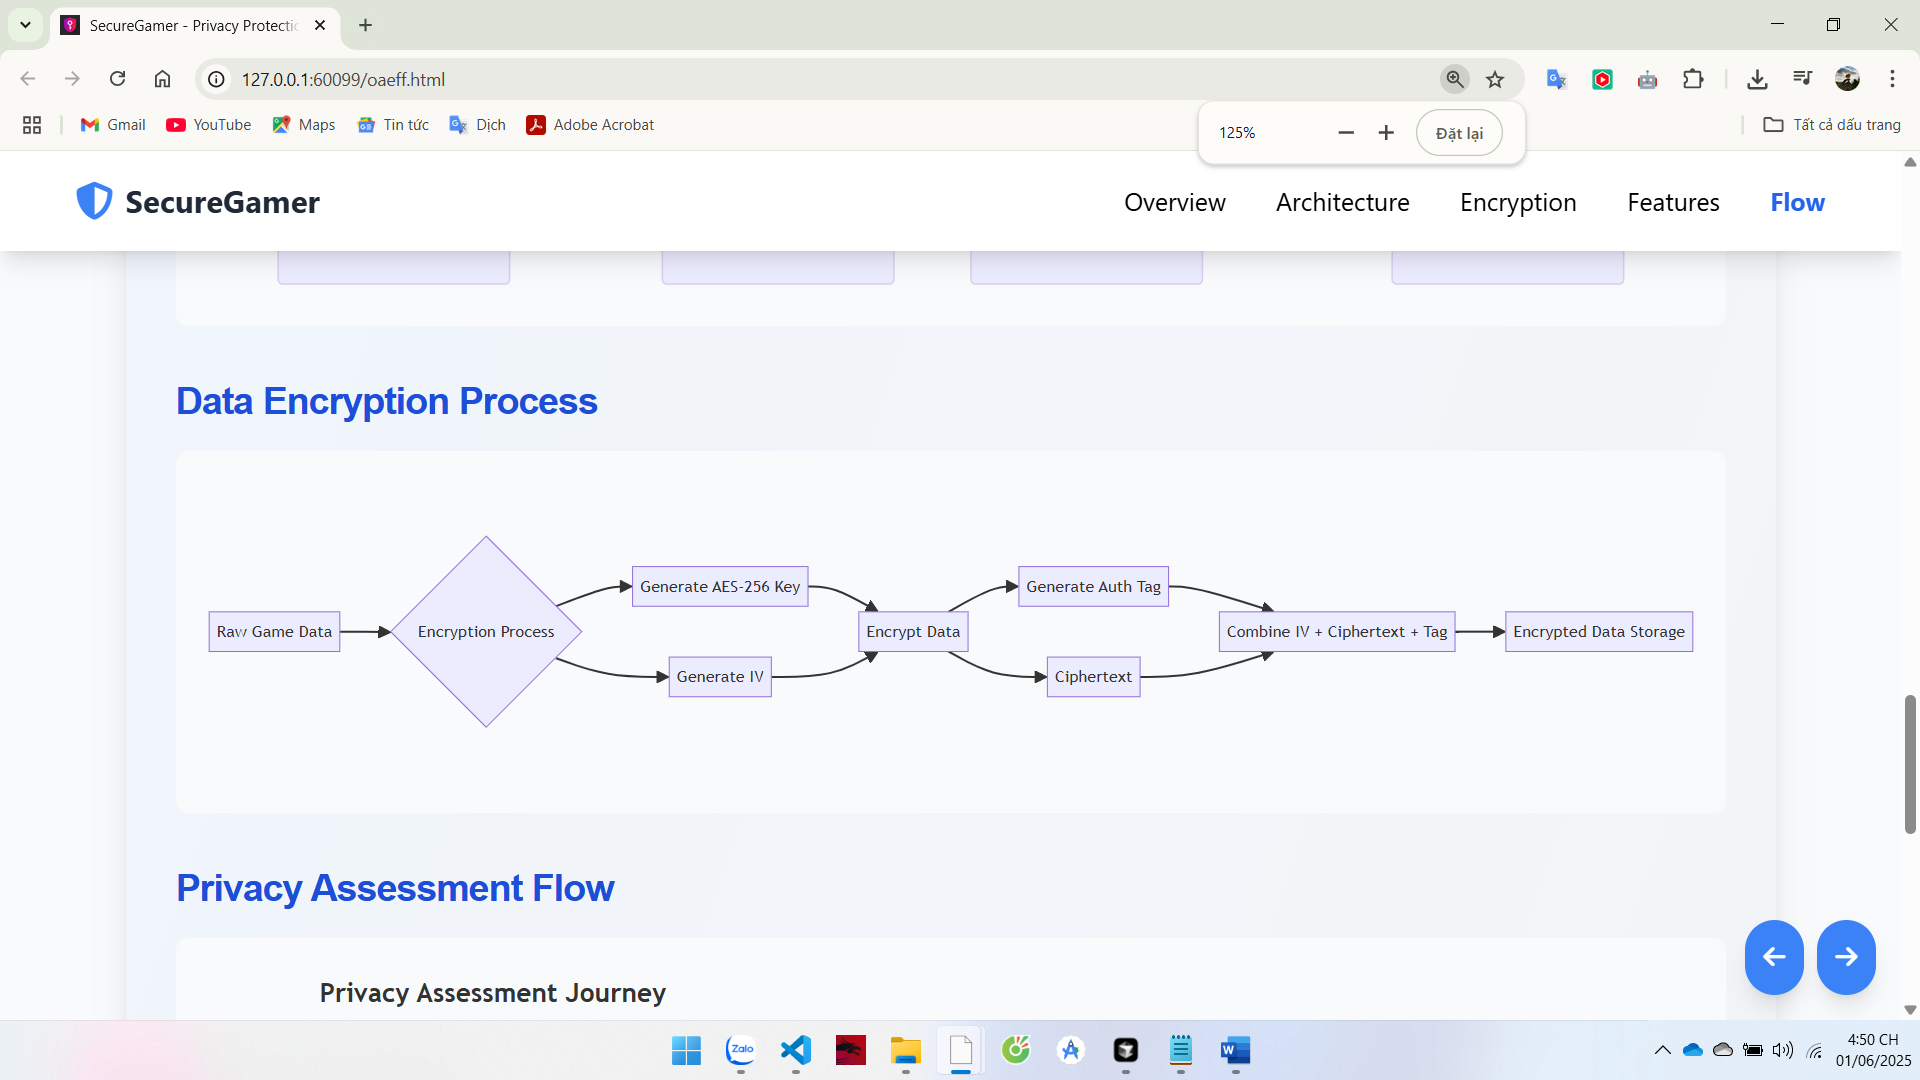 SecureGamer - Privacy Protectio
127.0.0.1:60099/oaeff.html
Gmail YouTube Maps Tin tức Dịch Adobe Acrobat Tất cả dấu trang
125% Đặt lại
SecureGamer Overview Architecture Encryption Features Flow
Data Encryption Process
Raw Game Data
Encryption Process
Generate AES-256 Key
Generate IV
Encrypt Data
Generate Auth Tag
Ciphertext
Combine IV + Ciphertext + Tag
Encrypted Data Storage
Privacy Assessment Flow
Privacy Assessment Journey
Zalo
W
4:50 CH
01/06/2025